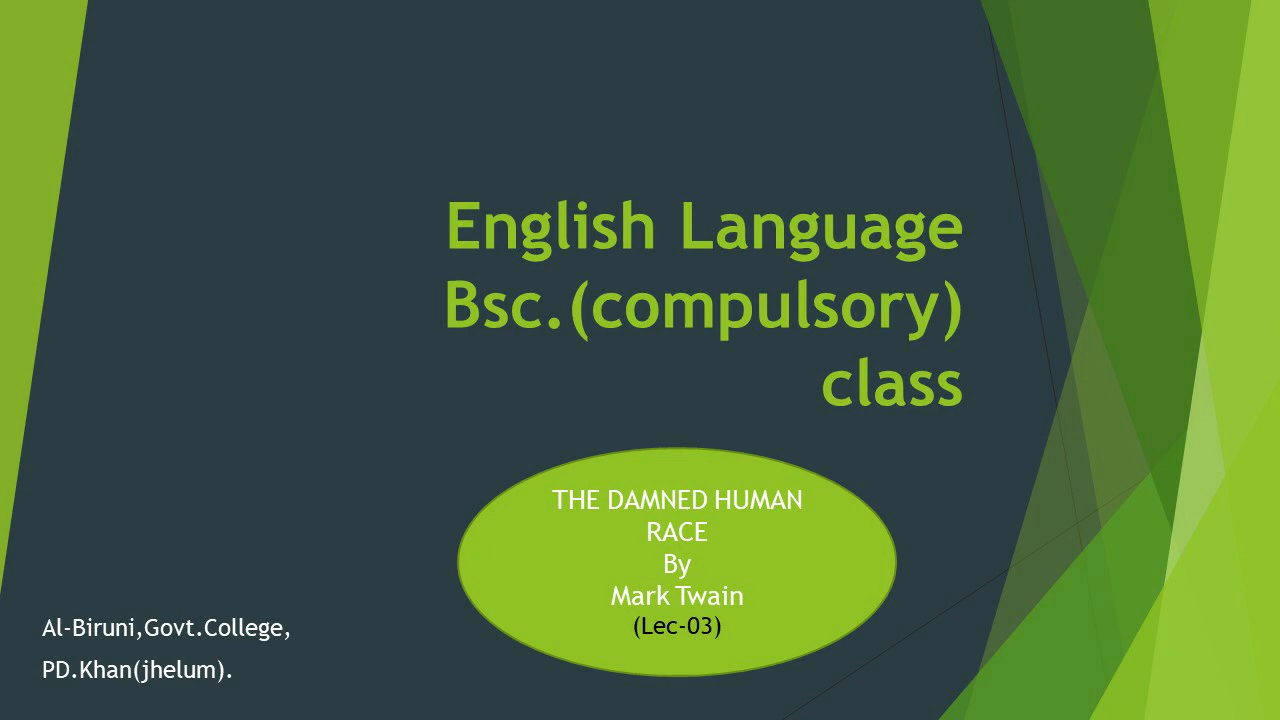 English Language
Bsc.(compulsory)
class
THE DAMNED HUMAN
RACE
By
Mark Twain
(Lec-03)
Al-Biruni,Govt.College,
PD.Khan(jhelum).